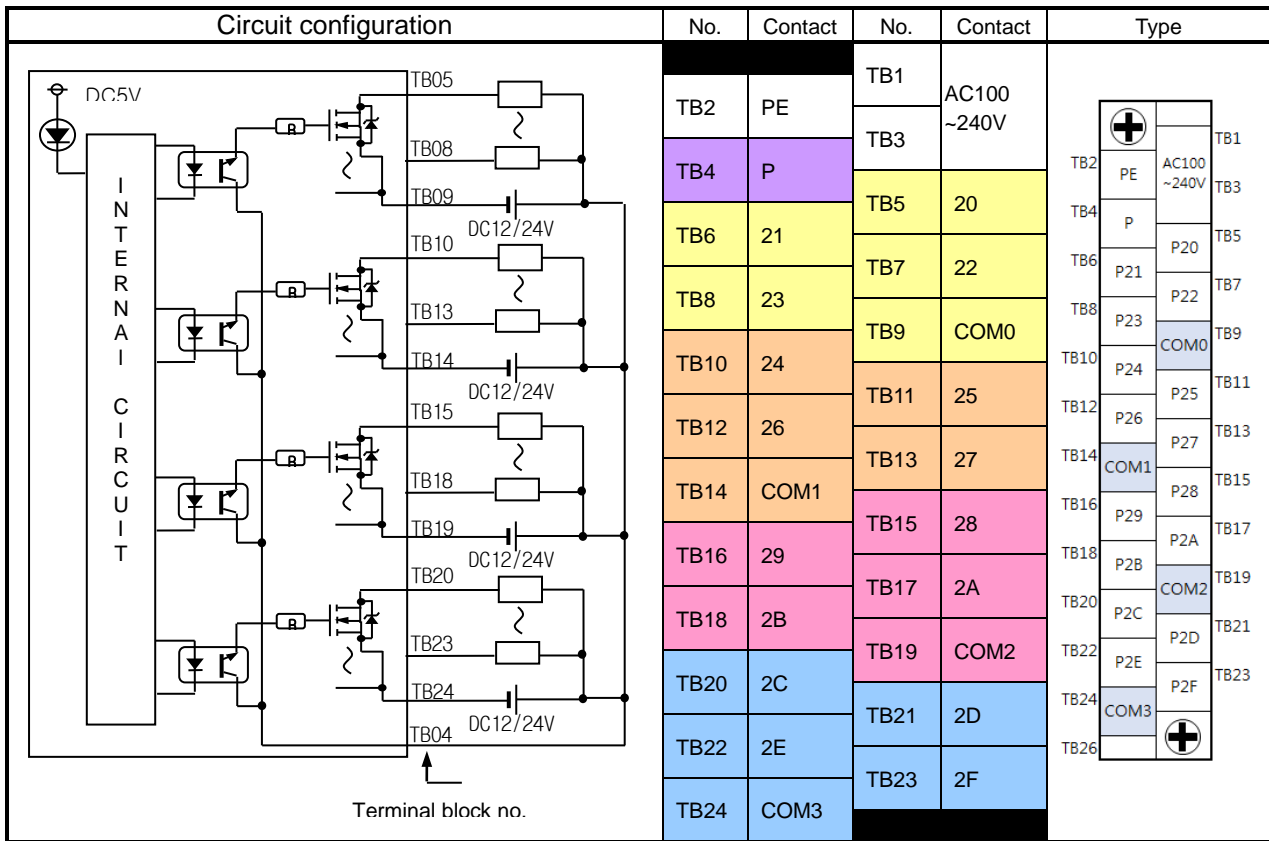 Circuit configuration
No.
Contact
No.
Contact
Type
DC5V
INTERNAL CIRCUIT
R
R
R
R
TB05
TB08
TB09
DC12/24V
TB10
TB13
TB14
DC12/24V
TB15
TB18
TB19
DC12/24V
TB20
TB23
TB24
DC12/24V
TB04
Terminal block no.
TB2 PE
TB4 P
TB6 21
TB8 23
TB10 24
TB12 26
TB14 COM1
TB16 29
TB18 2B
TB20 2C
TB22 2E
TB24 COM3
TB1
AC100
~240V
TB3
TB5 20
TB7 22
TB9 COM0
TB11 25
TB13 27
TB15 28
TB17 2A
TB19 COM2
TB21 2D
TB23 2F
TB2
TB4
TB6
TB8
TB10
TB12
TB14
TB16
TB18
TB20
TB22
TB24
TB26
PE
P
P21
P23
P24
P26
COM1
P29
P2B
P2C
P2E
COM3
AC100
~240V
P20
P22
COM0
P25
P27
P28
P2A
COM2
P2D
P2F
TB1
TB3
TB5
TB7
TB9
TB11
TB13
TB15
TB17
TB19
TB21
TB23